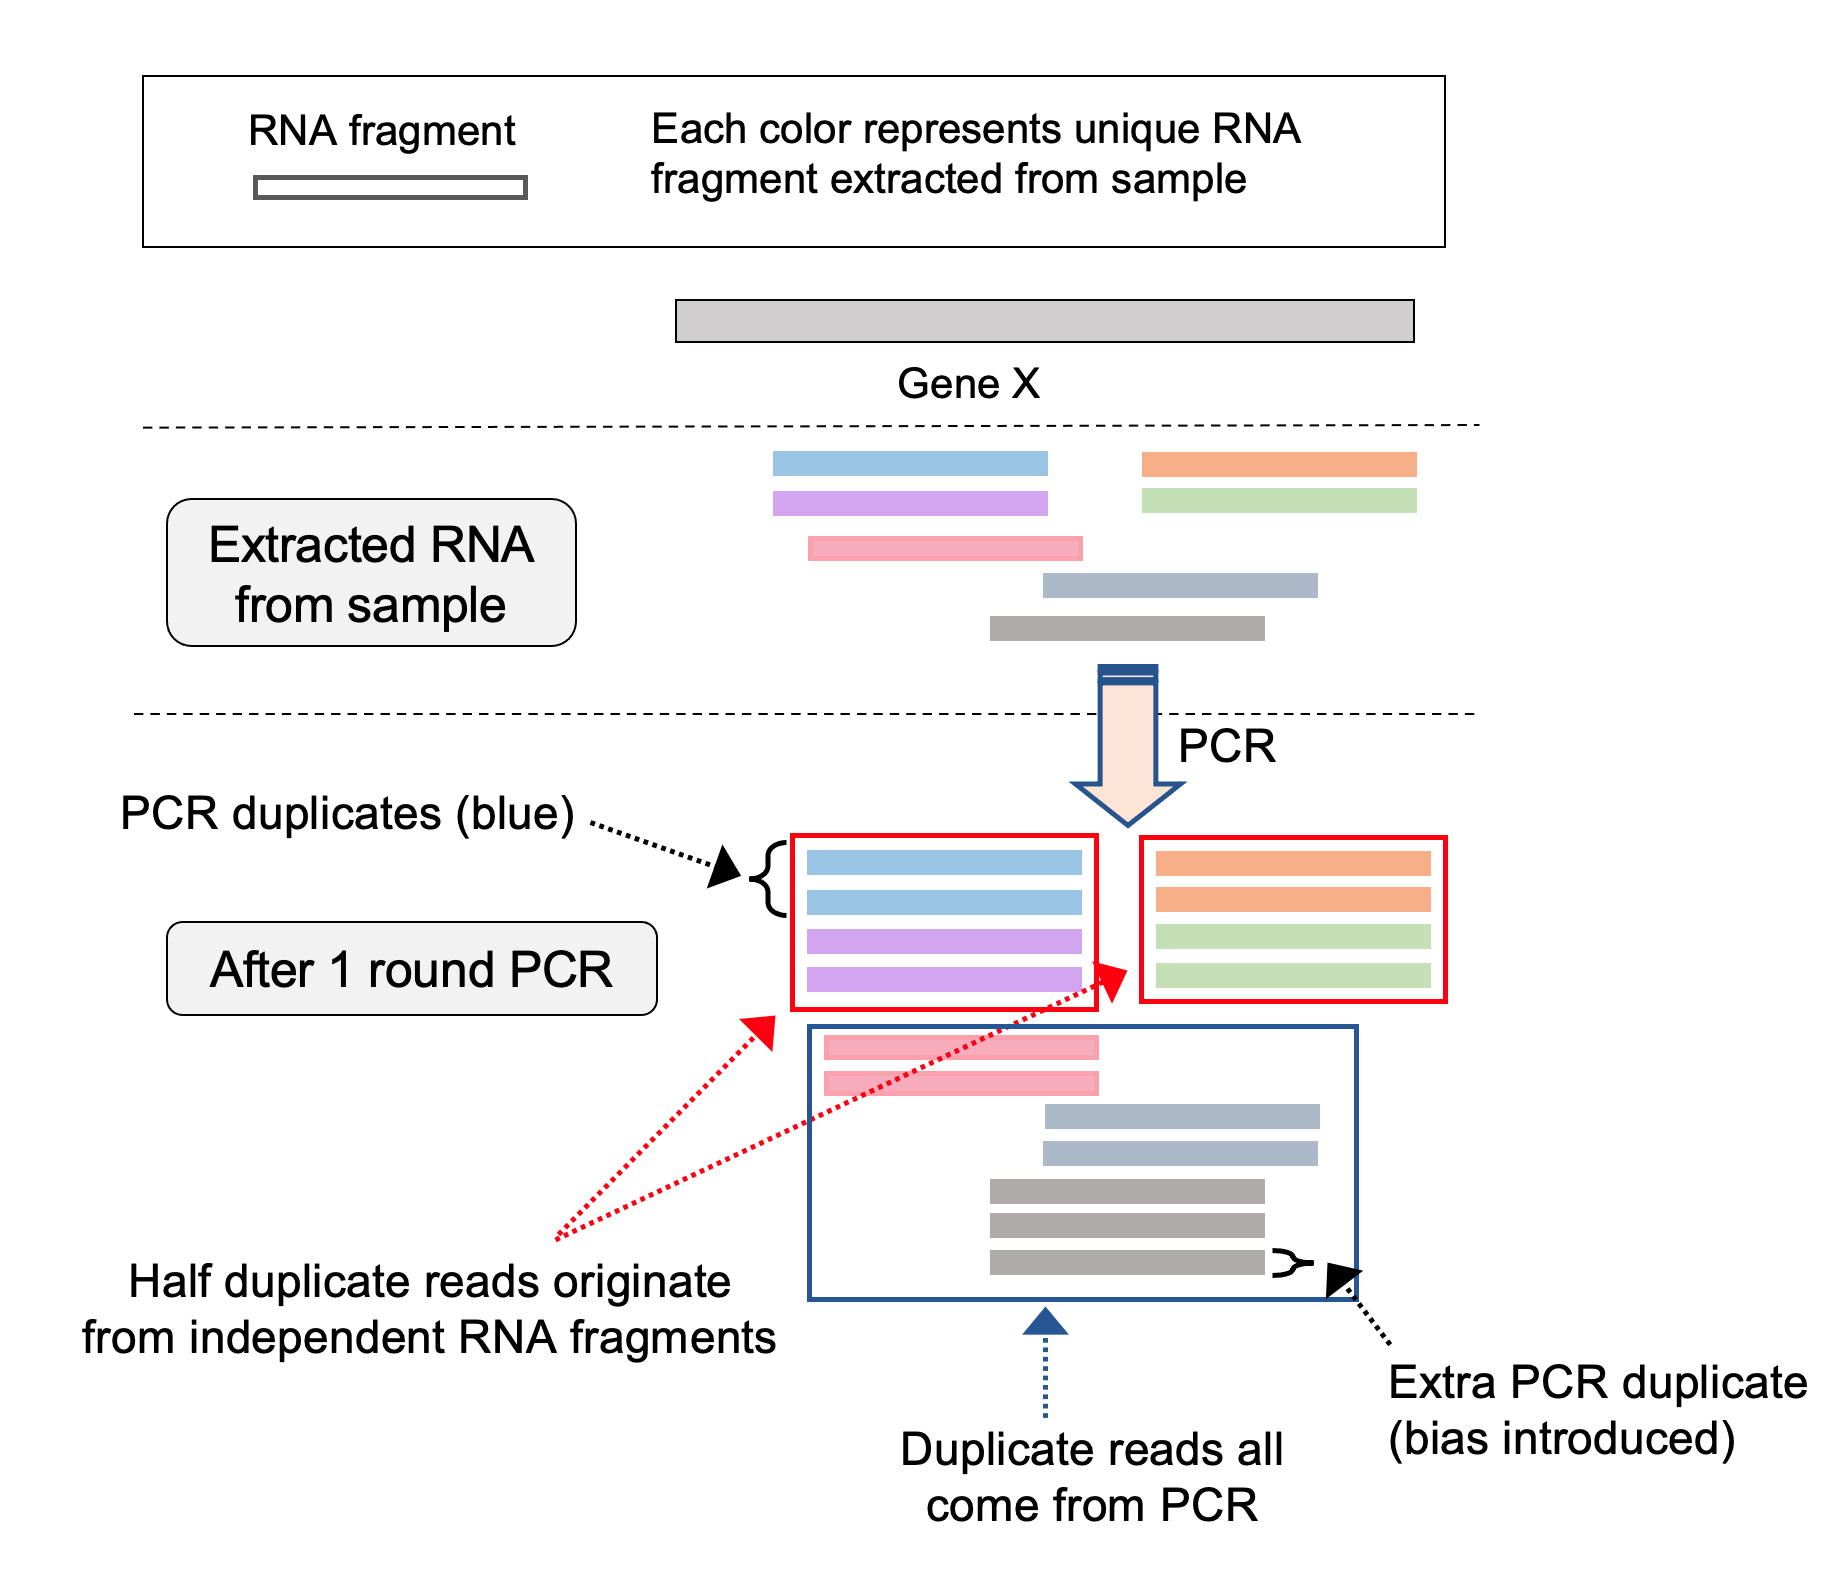 RNA fragment
Each color represents unique RNA
fragment extracted from sample
Gene X
Extracted RNA
from sample
PCR
PCR duplicates (blue)
After 1 round PCR
Half duplicate reads originate
from independent RNA fragments
Extra PCR duplicate
(bias introduced)
Duplicate reads all
come from PCR